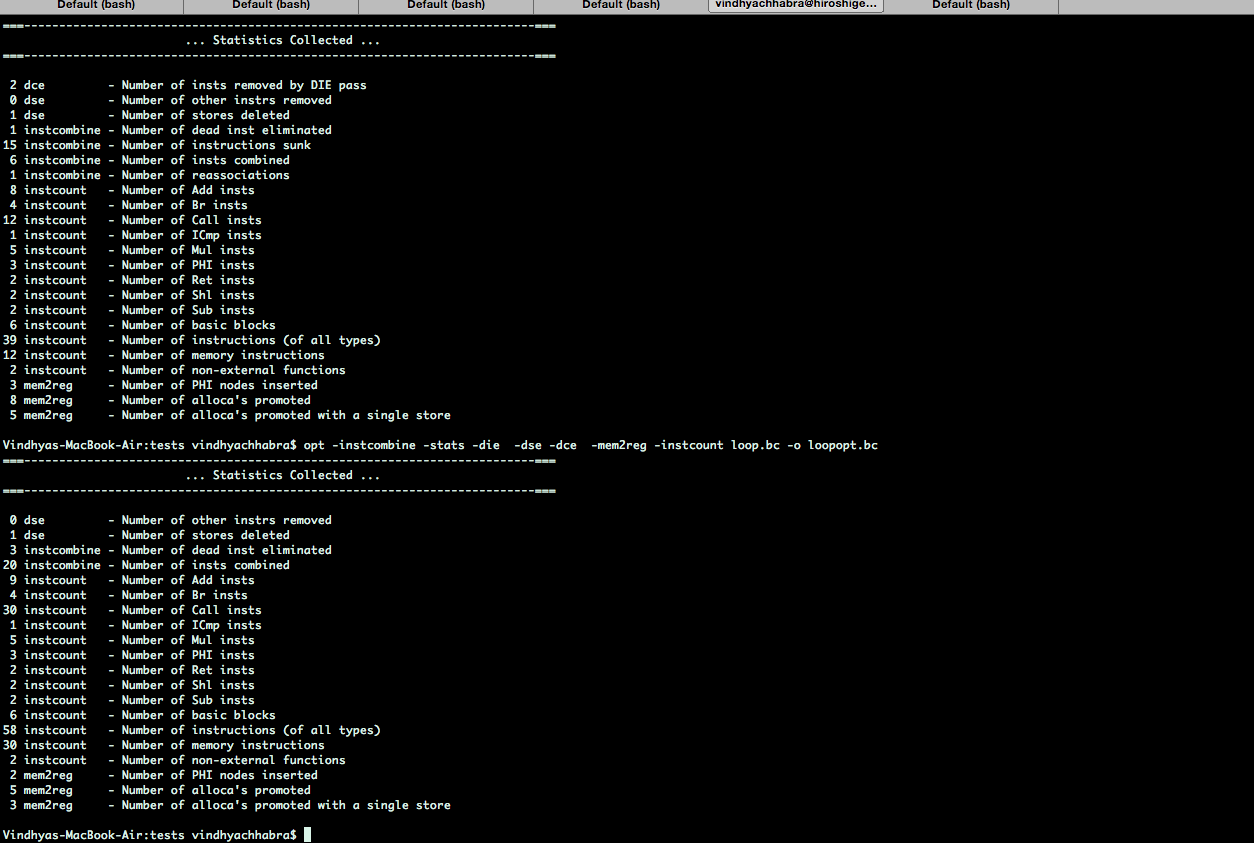 Default (bash) Default (bash) Default (bash) Default (bash) vindhyachhabra@hiroshige... Default (bash)
===-------------------------------------------------------------------------===
                          ... Statistics Collected ...
===-------------------------------------------------------------------------===

 2 dce         - Number of insts removed by DIE pass
 0 dse         - Number of other instrs removed
 1 dse         - Number of stores deleted
 1 instcombine - Number of dead inst eliminated
15 instcombine - Number of instructions sunk
 6 instcombine - Number of insts combined
 1 instcombine - Number of reassociations
 8 instcount   - Number of Add insts
 4 instcount   - Number of Br insts
12 instcount   - Number of Call insts
 1 instcount   - Number of ICmp insts
 5 instcount   - Number of Mul insts
 3 instcount   - Number of PHI insts
 2 instcount   - Number of Ret insts
 2 instcount   - Number of Shl insts
 2 instcount   - Number of Sub insts
 6 instcount   - Number of basic blocks
39 instcount   - Number of instructions (of all types)
12 instcount   - Number of memory instructions
 2 instcount   - Number of non-external functions
 3 mem2reg     - Number of PHI nodes inserted
 8 mem2reg     - Number of alloca's promoted
 5 mem2reg     - Number of alloca's promoted with a single store

Vindhyas-MacBook-Air:tests vindhyachhabra$ opt -instcombine -stats -die  -dse -dce  -mem2reg -instcount loop.bc -o loopopt.bc
===-------------------------------------------------------------------------===
                          ... Statistics Collected ...
===-------------------------------------------------------------------------===

 0 dse         - Number of other instrs removed
 1 dse         - Number of stores deleted
 3 instcombine - Number of dead inst eliminated
20 instcombine - Number of insts combined
 9 instcount   - Number of Add insts
 4 instcount   - Number of Br insts
30 instcount   - Number of Call insts
 1 instcount   - Number of ICmp insts
 5 instcount   - Number of Mul insts
 3 instcount   - Number of PHI insts
 2 instcount   - Number of Ret insts
 2 instcount   - Number of Shl insts
 2 instcount   - Number of Sub insts
 6 instcount   - Number of basic blocks
58 instcount   - Number of instructions (of all types)
30 instcount   - Number of memory instructions
 2 instcount   - Number of non-external functions
 2 mem2reg     - Number of PHI nodes inserted
 5 mem2reg     - Number of alloca's promoted
 3 mem2reg     - Number of alloca's promoted with a single store

Vindhyas-MacBook-Air:tests vindhyachhabra$